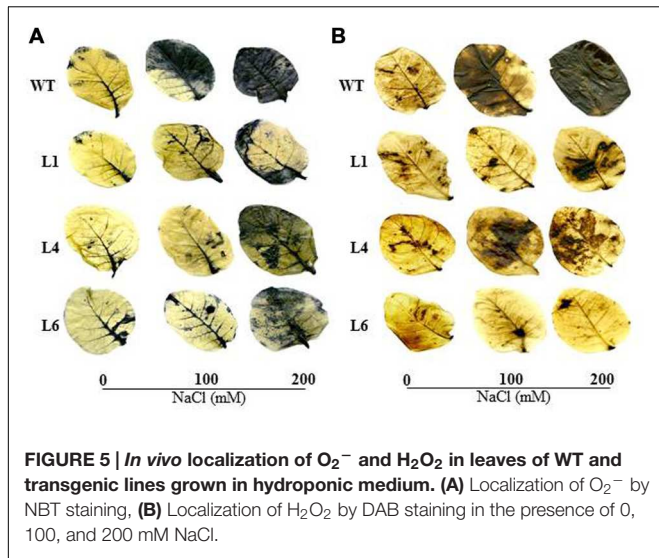 A
B
WT
WT
L1
L1
L4
L4
L6
L6
0 100 200
NaCl (mM)
0 100 200
NaCl (mM)
FIGURE 5 | In vivo localization of O₂⁻ and H₂O₂ in leaves of WT and
transgenic lines grown in hydroponic medium. (A) Localization of O₂⁻ by
NBT staining, (B) Localization of H₂O₂ by DAB staining in the presence of 0,
100, and 200 mM NaCl.